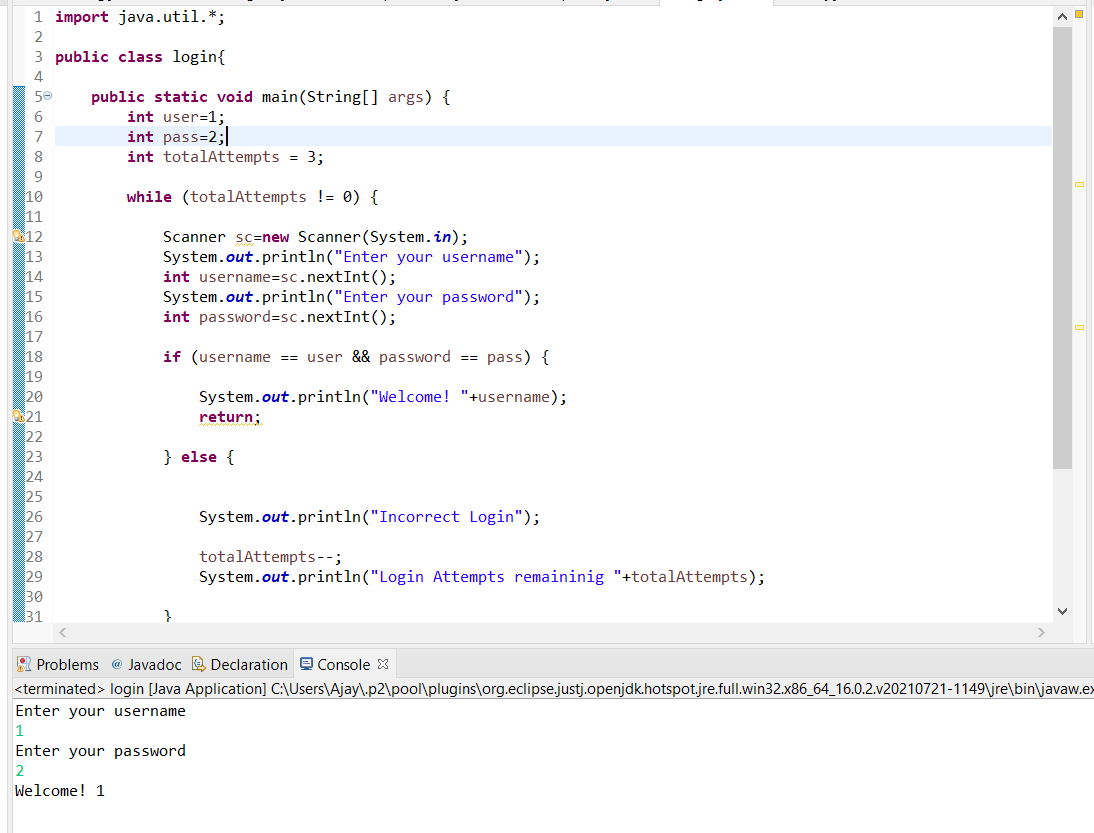 1 import java.util.*;
2
3 public class login{
4
5 public static void main(String[] args) {
6 int user=1;
7 int pass=2;
8 int totalAttempts = 3;
9
10 while (totalAttempts != 0) {
11
12 Scanner sc=new Scanner(System.in);
13 System.out.println("Enter your username");
14 int username=sc.nextInt();
15 System.out.println("Enter your password");
16 int password=sc.nextInt();
17
18 if (username == user && password == pass) {
19
20 System.out.println("Welcome! "+username);
21 return;
22
23 } else {
24
25
26 System.out.println("Incorrect Login");
27
28 totalAttempts--;
29 System.out.println("Login Attempts remaininig "+totalAttempts);
30
31 }
Problems @ Javadoc Declaration Console
<terminated> login [Java Application] C:\Users\Ajay\.p2\pool\plugins\org.eclipse.justj.openjdk.hotspot.jre.full.win32.x86_64_16.0.2.v20210721-1149\jre\bin\javaw.ex
Enter your username
1
Enter your password
2
Welcome! 1